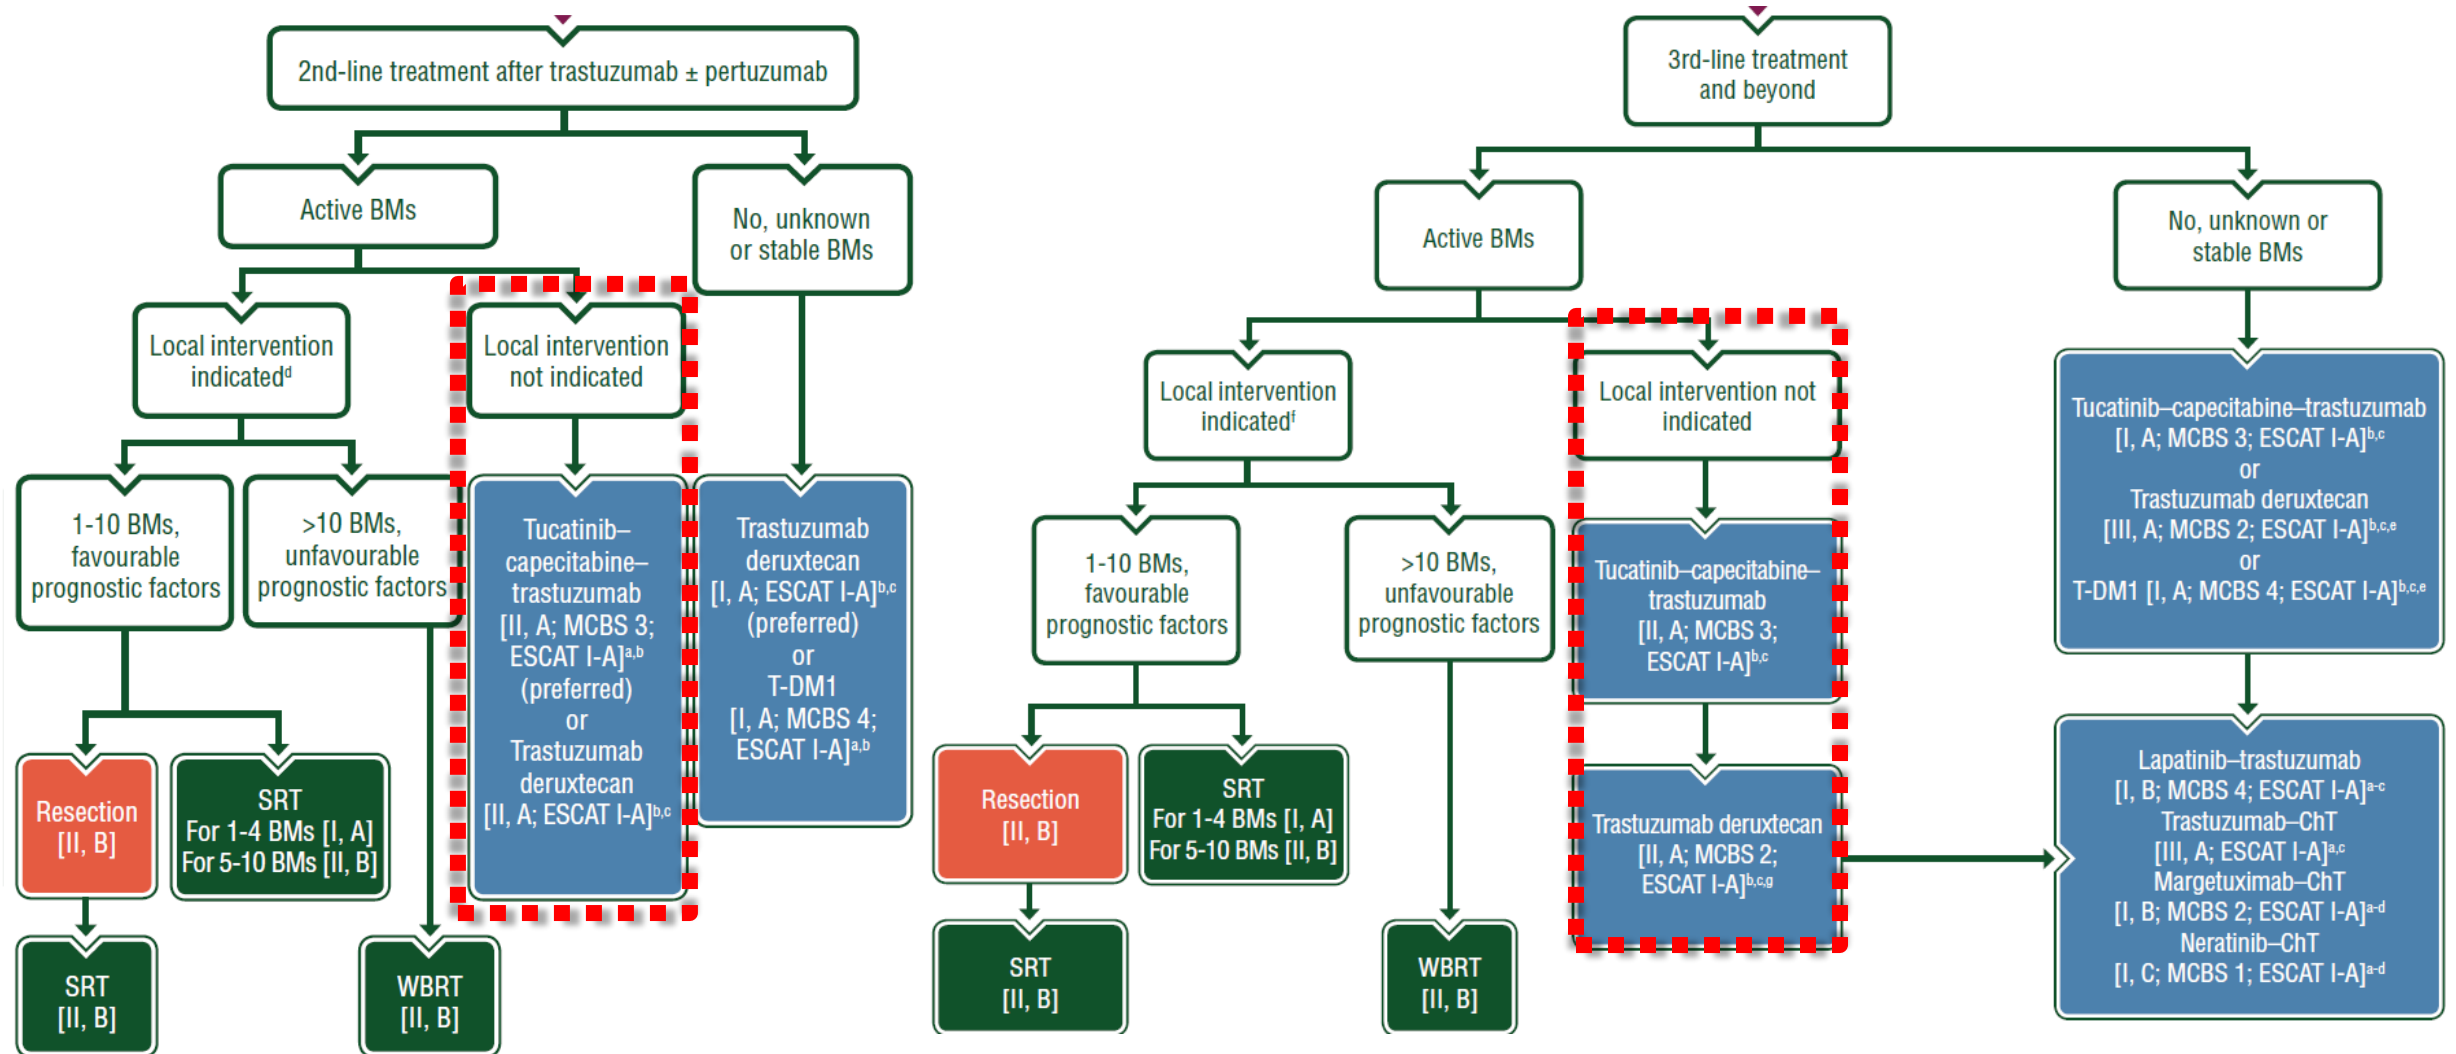 2nd-line treatment after trastuzumab ± pertuzumab
Active BMs
No, unknown
or stable BMs
Local intervention
indicatedᵈ
Local intervention
not indicated
1-10 BMs,
favourable
prognostic factors
>10 BMs,
unfavourable
prognostic factors
Tucatinib–
capecitabine–
trastuzumab
[II, A; MCBS 3;
ESCAT I-A]ᵃ,ᵇ
(preferred)
or
Trastuzumab
deruxtecan
[II, A; ESCAT I-A]ᵇ,ᶜ
Trastuzumab
deruxtecan
[I, A; ESCAT I-A]ᵇ,ᶜ
(preferred)
or
T-DM1
[I, A; MCBS 4;
ESCAT I-A]ᵃ,ᵇ
Resection
[II, B]
SRT
For 1-4 BMs [I, A]
For 5-10 BMs [II, B]
SRT
[II, B]
WBRT
[II, B]
3rd-line treatment
and beyond
Active BMs
No, unknown or
stable BMs
Local intervention
indicatedᶠ
Local intervention not
indicated
1-10 BMs,
favourable
prognostic factors
>10 BMs,
unfavourable
prognostic factors
Tucatinib–capecitabine–
trastuzumab
[II, A; MCBS 3;
ESCAT I-A]ᵇ,ᶜ
Trastuzumab deruxtecan
[II, A; MCBS 2;
ESCAT I-A]ᵇ,ᶜ,ᵍ
Resection
[II, B]
SRT
For 1-4 BMs [I, A]
For 5-10 BMs [II, B]
SRT
[II, B]
WBRT
[II, B]
Tucatinib–capecitabine–trastuzumab
[I, A; MCBS 3; ESCAT I-A]ᵇ,ᶜ
or
Trastuzumab deruxtecan
[III, A; MCBS 2; ESCAT I-A]ᵇ,ᶜ,ᵉ
or
T-DM1 [I, A; MCBS 4; ESCAT I-A]ᵇ,ᶜ,ᵉ
Lapatinib–trastuzumab
[I, B; MCBS 4; ESCAT I-A]ᵃ⁻ᶜ
Trastuzumab–ChT
[III, A; ESCAT I-A]ᵃ,ᶜ
Margetuximab–ChT
[I, B; MCBS 2; ESCAT I-A]ᵃ⁻ᵈ
Neratinib–ChT
[I, C; MCBS 1; ESCAT I-A]ᵃ⁻ᵈ